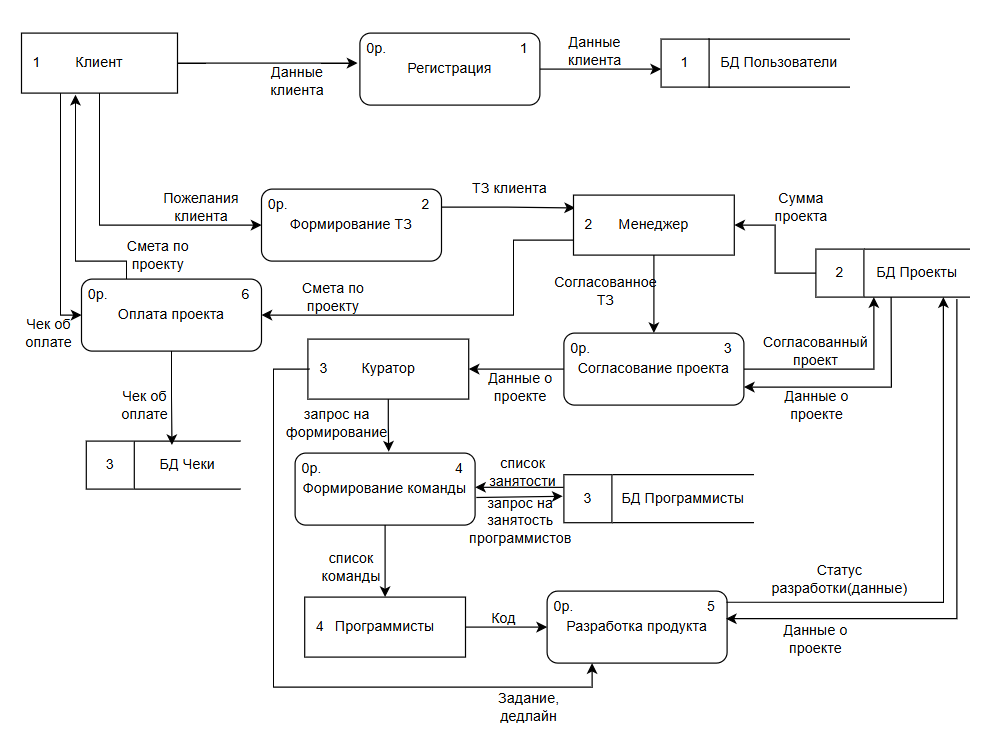 1 Клиент
0р. 1
Регистрация
Данные
клиента
Данные
клиента
1 БД Пользователи
Пожелания
клиента
0р. 2
Формирование ТЗ
ТЗ клиента
2 Менеджер
Сумма
проекта
2 БД Проекты
Смета по
проекту
0р. 6
Оплата проекта
Смета по
проекту
Согласованное
ТЗ
Чек об
оплате
3 Куратор
Данные о
проекте
0р. 3
Согласование проекта
Согласованный
проект
Данные о
проекте
Чек об
оплате
3 БД Чеки
запрос на
формирование
0р. 4
Формирование команды
список
занятости
запрос на
занятость
программистов
3 БД Программисты
список
команды
4 Программисты
Код
0р. 5
Разработка продукта
Статус
разработки(данные)
Данные о
проекте
Задание,
дедлайн